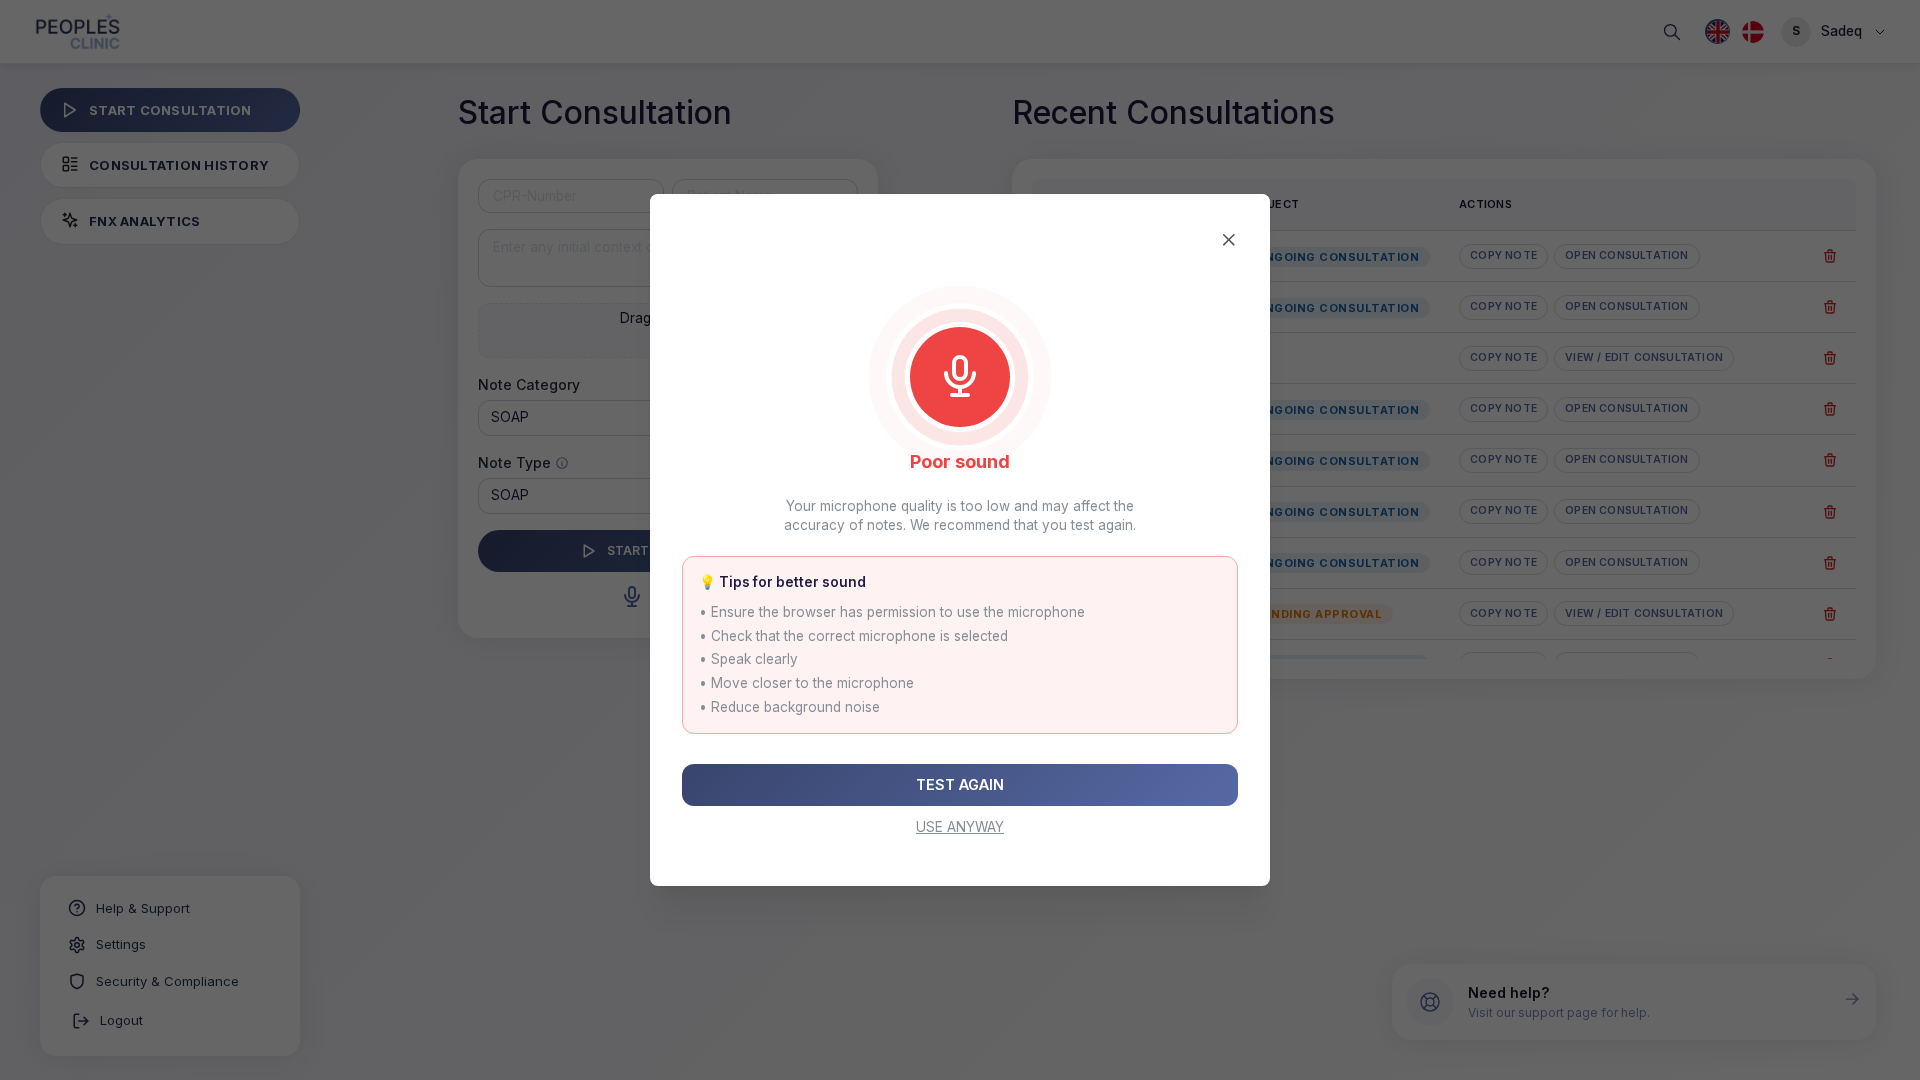 PEOPLES
CLINIC
S
Sadeq
START CONSULTATION
CONSULTATION HISTORY
FNX ANALYTICS
Start Consultation
CPR-Number
Enter any initial context
Drag
Note Category
SOAP
Note Type
SOAP
START
Recent Consultations
ACTIONS
ONGOING CONSULTATION
COPY NOTE
OPEN CONSULTATION
COPY NOTE
OPEN CONSULTATION
COPY NOTE
VIEW / EDIT CONSULTATION
COPY NOTE
OPEN CONSULTATION
COPY NOTE
OPEN CONSULTATION
COPY NOTE
OPEN CONSULTATION
COPY NOTE
OPEN CONSULTATION
COPY NOTE
VIEW / EDIT CONSULTATION
Poor sound
Your microphone quality is too low and may affect the
accuracy of notes. We recommend that you test again.
💡 Tips for better sound
• Ensure the browser has permission to use the microphone
• Check that the correct microphone is selected
• Speak clearly
• Move closer to the microphone
• Reduce background noise
TEST AGAIN
USE ANYWAY
Help & Support
Settings
Security & Compliance
Logout
Need help?
Visit our support page for help.